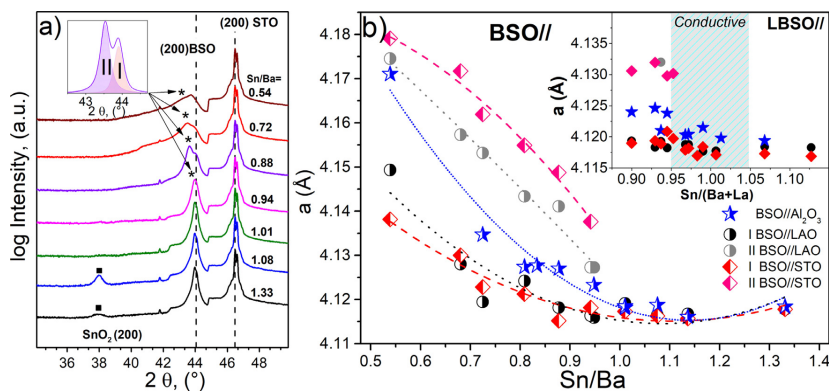 a)
(200) STO
(200)BSO
Sn/Ba=
0.54
0.72
0.88
0.94
1.01
1.08
1.33
II
I
43
44
2 θ, (°)
*
*
*
*
■
■
SnO2(200)
log Intensity, (a.u.)
36 38 40 42 44 46 48
2 θ, (°)
b)
BSO//
4.18
4.17
4.16
4.15
4.14
4.13
4.12
4.11
a (Å)
0.5 0.6 0.7 0.8 0.9 1.0 1.1 1.2 1.3 1.4
Sn/Ba
Conductive
LBSO//
4.135
4.130
4.125
4.120
4.115
a (Å)
0.90 0.95 1.00 1.05 1.10
Sn/(Ba+La)
BSO//Al2O3
I BSO//LAO
II BSO//LAO
I BSO//STO
II BSO//STO